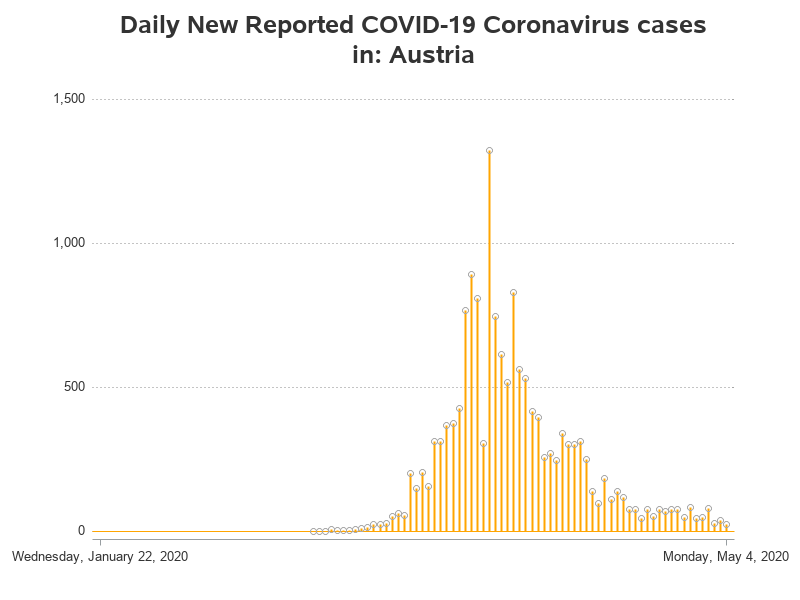 Daily New Reported COVID-19 Coronavirus cases
in: Austria
1,500
1,000
500
0
Wednesday, January 22, 2020
Monday, May 4, 2020